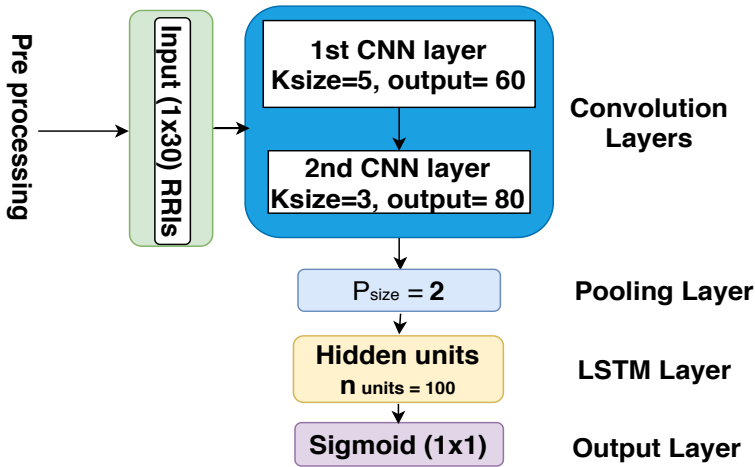 Pre processing
Input (1x30) RRIs
1st CNN layer
Ksize=5, output= 60
2nd CNN layer
Ksize=3, output= 80
Convolution
Layers
Psize = 2
Pooling Layer
Hidden units
n units = 100
LSTM Layer
Sigmoid (1x1)
Output Layer